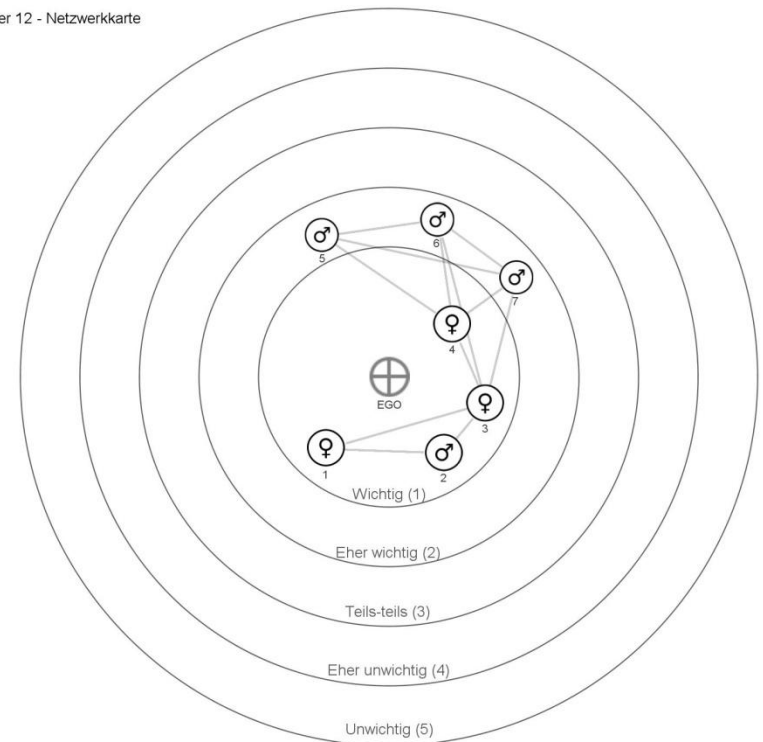 er 12 - Netzwerkkarte
6
5
7
4
EGO
3
1
2
Wichtig (1)
Eher wichtig (2)
Teils-teils (3)
Eher unwichtig (4)
Unwichtig (5)